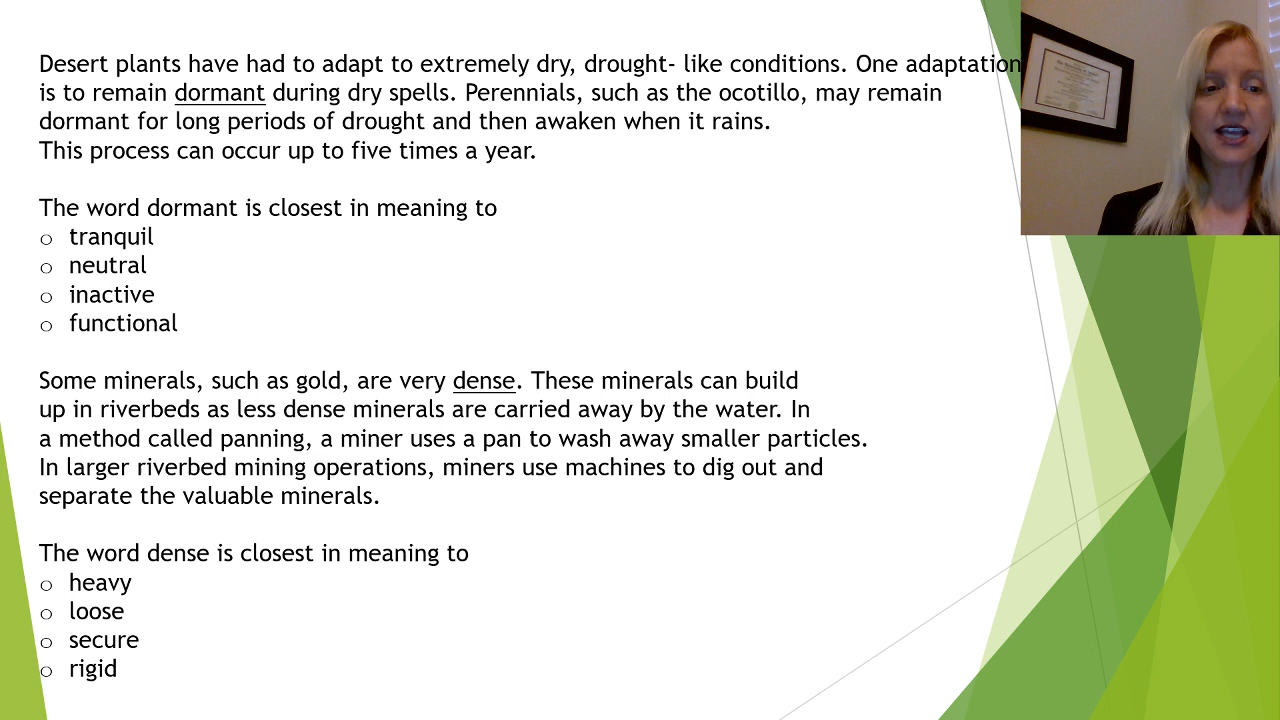 Desert plants have had to adapt to extremely dry, drought- like conditions. One adaptation
is to remain dormant during dry spells. Perennials, such as the ocotillo, may remain
dormant for long periods of drought and then awaken when it rains.
This process can occur up to five times a year.
The word dormant is closest in meaning to
o tranquil
o neutral
o inactive
o functional
Some minerals, such as gold, are very dense. These minerals can build
up in riverbeds as less dense minerals are carried away by the water. In
a method called panning, a miner uses a pan to wash away smaller particles.
In larger riverbed mining operations, miners use machines to dig out and
separate the valuable minerals.
The word dense is closest in meaning to
o heavy
o loose
o secure
o rigid